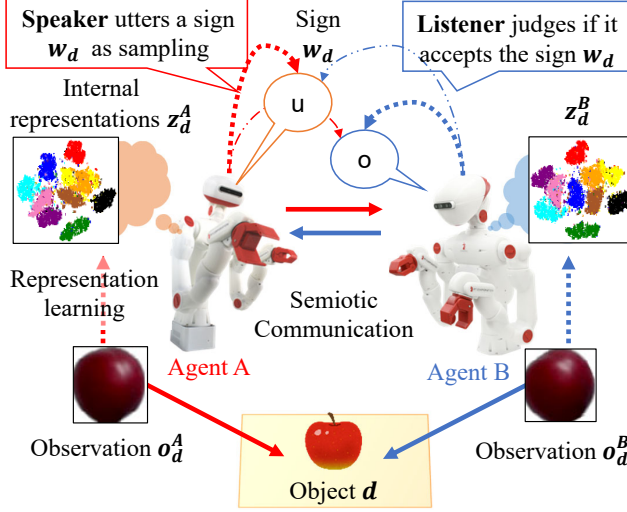 Speaker utters a sign
w_d as sampling
Sign
w_d
Listener judges if it
accepts the sign w_d
Internal
representations z_d^A
z_d^B
u
o
Representation
learning
Semiotic
Communication
Agent A
Agent B
Observation o_d^A
Observation o_d^B
Object d